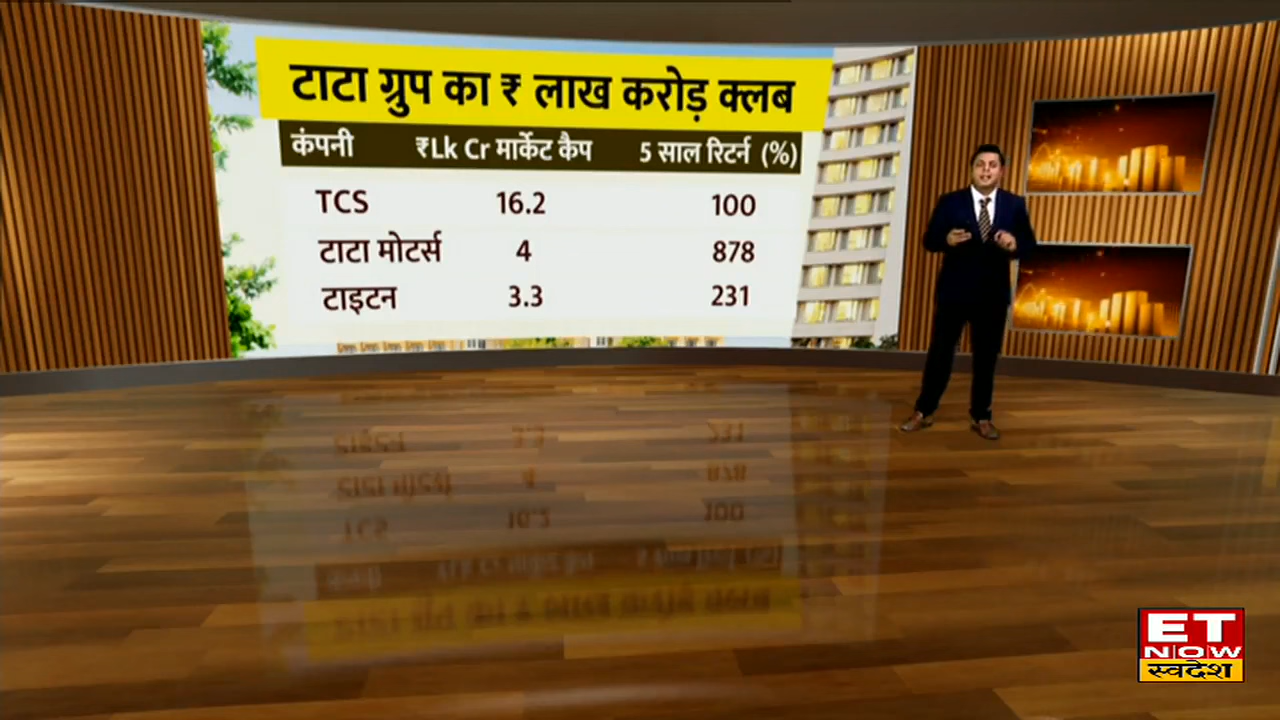 टाटा ग्रुप का ₹ लाख करोड़ क्लब
कंपनी ₹Lk Cr मार्केट कैप 5 साल रिटर्न (%)
TCS 16.2 100
टाटा मोटर्स 4 878
टाइटन 3.3 231
ET
NOW
स्वदेश